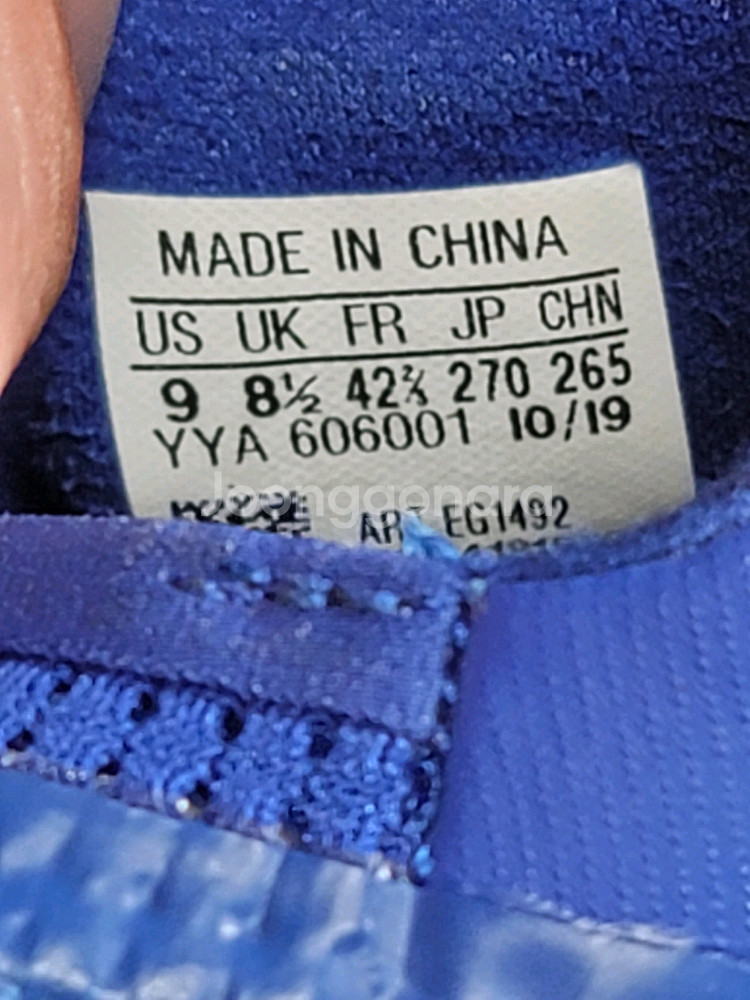 MADE IN CHINA
US UK FR JP CHN
9 8½ 42⅔ 270 265
YYA 606001 10/19
Joonggonara
ART EG1492